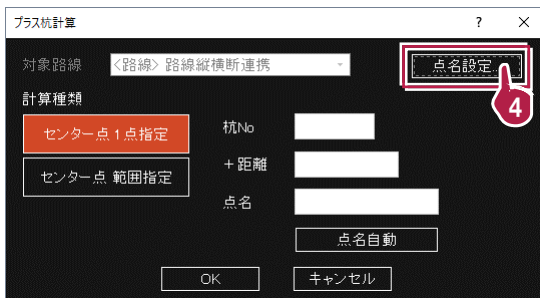 プラス杭計算 ? ×
対象路線 <路線> 路線縦横断連携 点名設定
4
計算種類
センター点 1 点指定 杭No
センター点 範囲指定 +距離
点名
点名自動
OK キャンセル